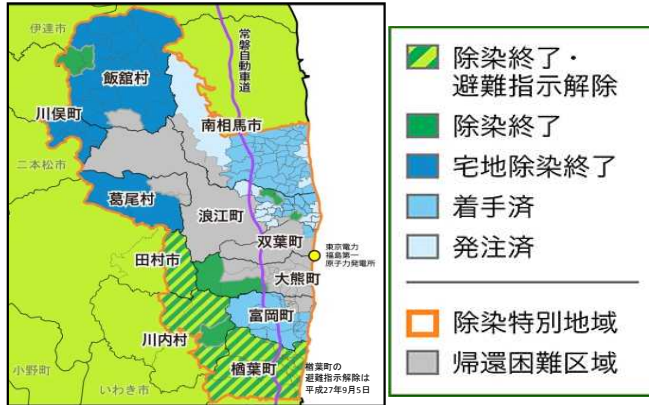 伊達市
飯舘村
常磐自動車道
川俣町
南相馬市
二本松市
葛尾村
浪江町
双葉町
東京電力
福島第一
原子力発電所
田村市
大熊町
富岡町
川内村
楢葉町
楢葉町の
避難指示解除は
平成27年9月5日
小野町
いわき市
除染終了・
避難指示解除
除染終了
宅地除染終了
着手済
発注済
除染特別地域
帰還困難区域